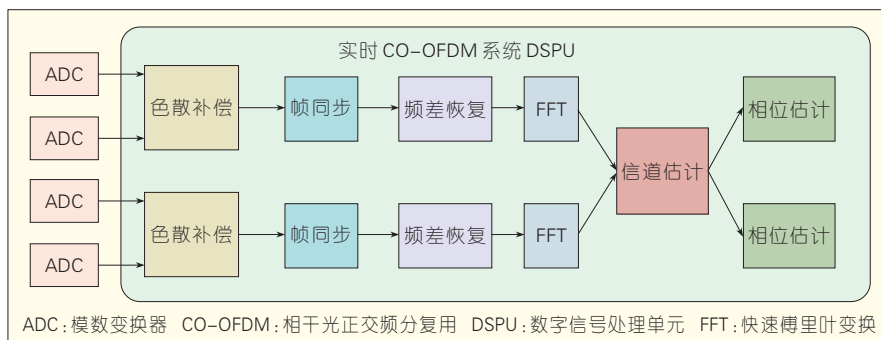 实时 CO-OFDM 系统 DSPU
ADC
ADC
ADC
ADC
色散补偿
帧同步
频差恢复
FFT
色散补偿
帧同步
频差恢复
FFT
信道估计
相位估计
相位估计
ADC：模数变换器 CO-OFDM：相干光正交频分复用 DSPU：数字信号处理单元 FFT：快速傅里叶变换